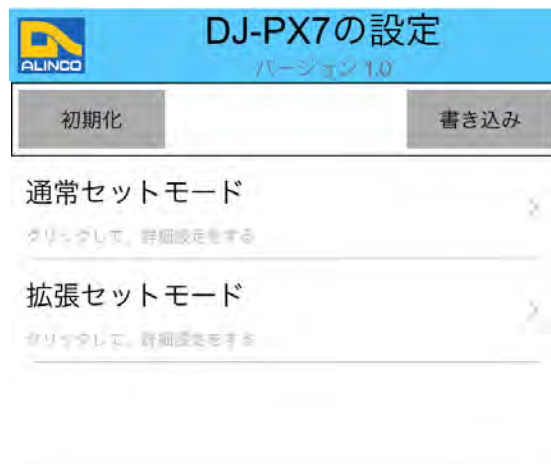 DJ-PX7の設定
ALINCO
バージョン 1.0
初期化
書き込み
通常セットモード
クリックして、詳細設定をする
拡張セットモード
クリックして、詳細設定をする